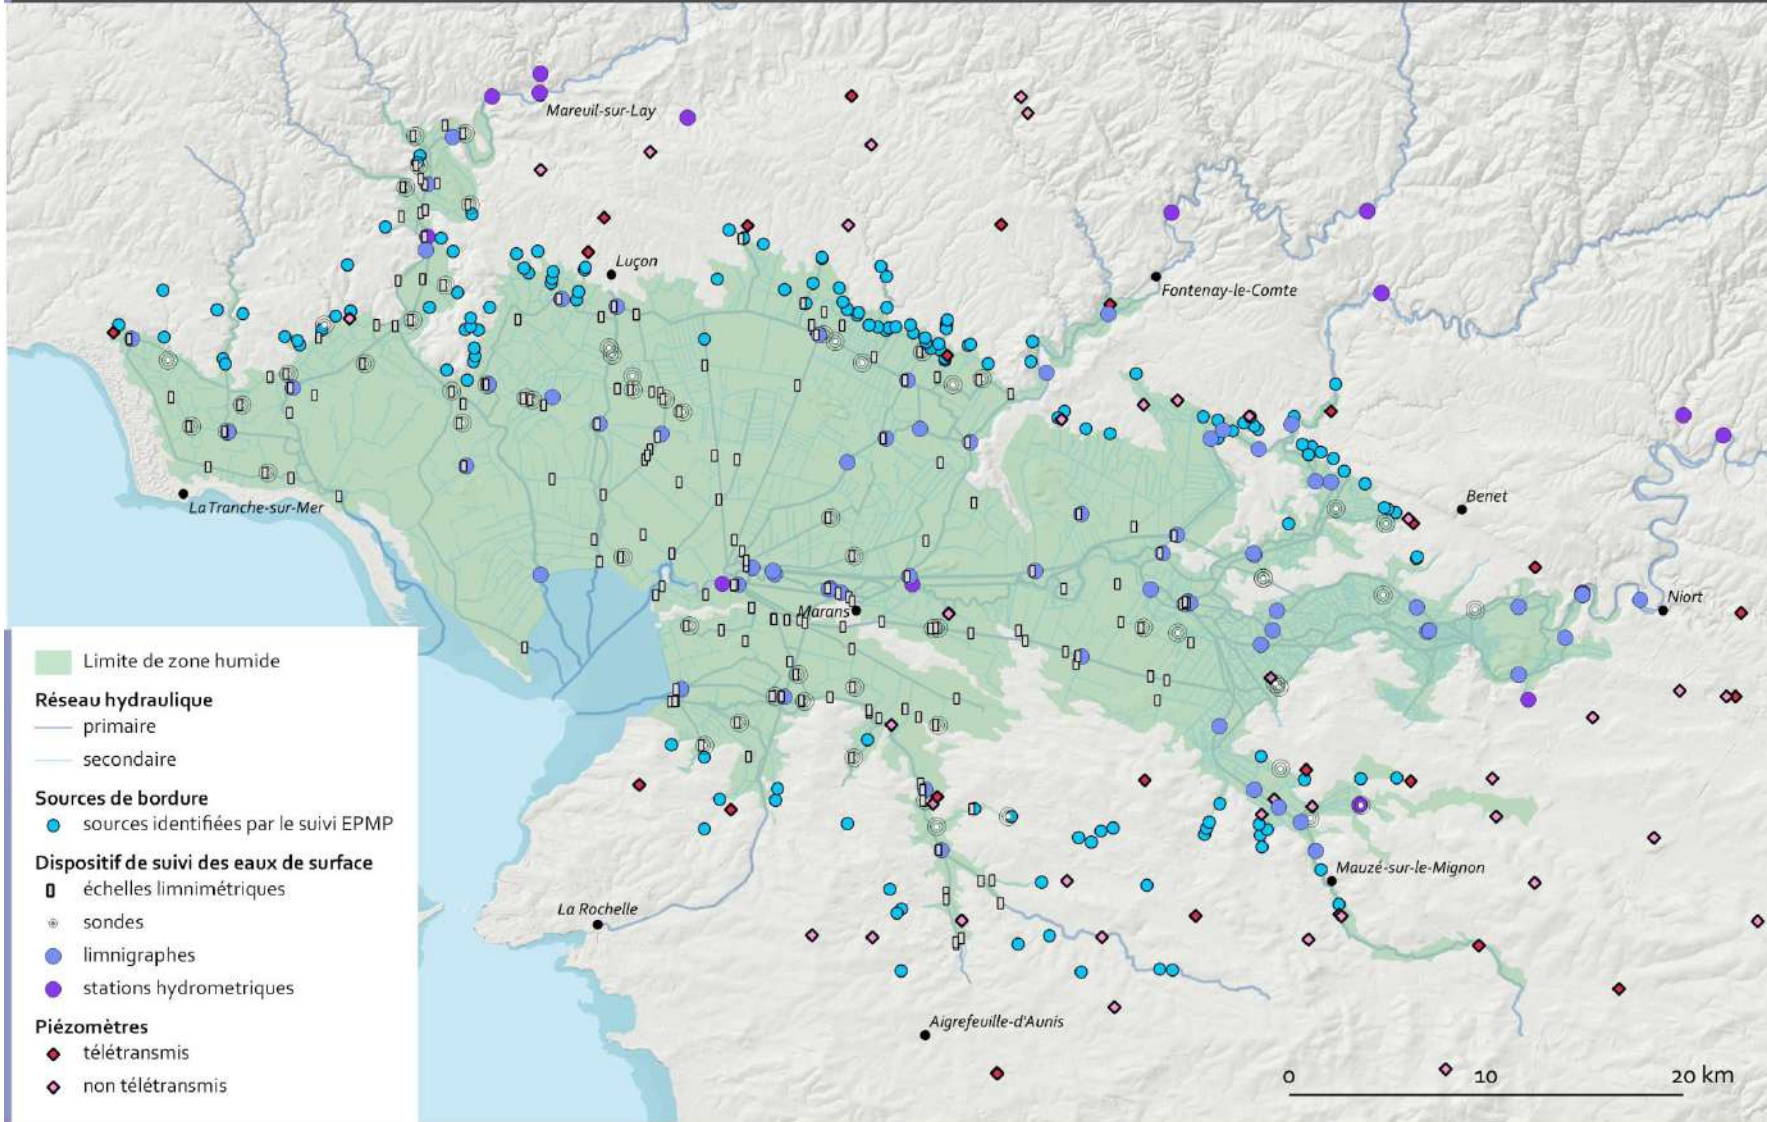 Mareuil-sur-Lay
Luçon
Fontenay-le-Comte
La Tranche-sur-Mer
Benet
Marans
Niort
Limite de zone humide
Réseau hydraulique
primaire
secondaire
Sources de bordure
sources identifiées par le suivi EPMP
Dispositif de suivi des eaux de surface
échelles limnimétriques
sondes
limnigraphes
stations hydrometriques
Piézomètres
télétransmis
non télétransmis
Mauzé-sur-le-Mignon
La Rochelle
Aigrefeuille-d'Aunis
0 10 20 km